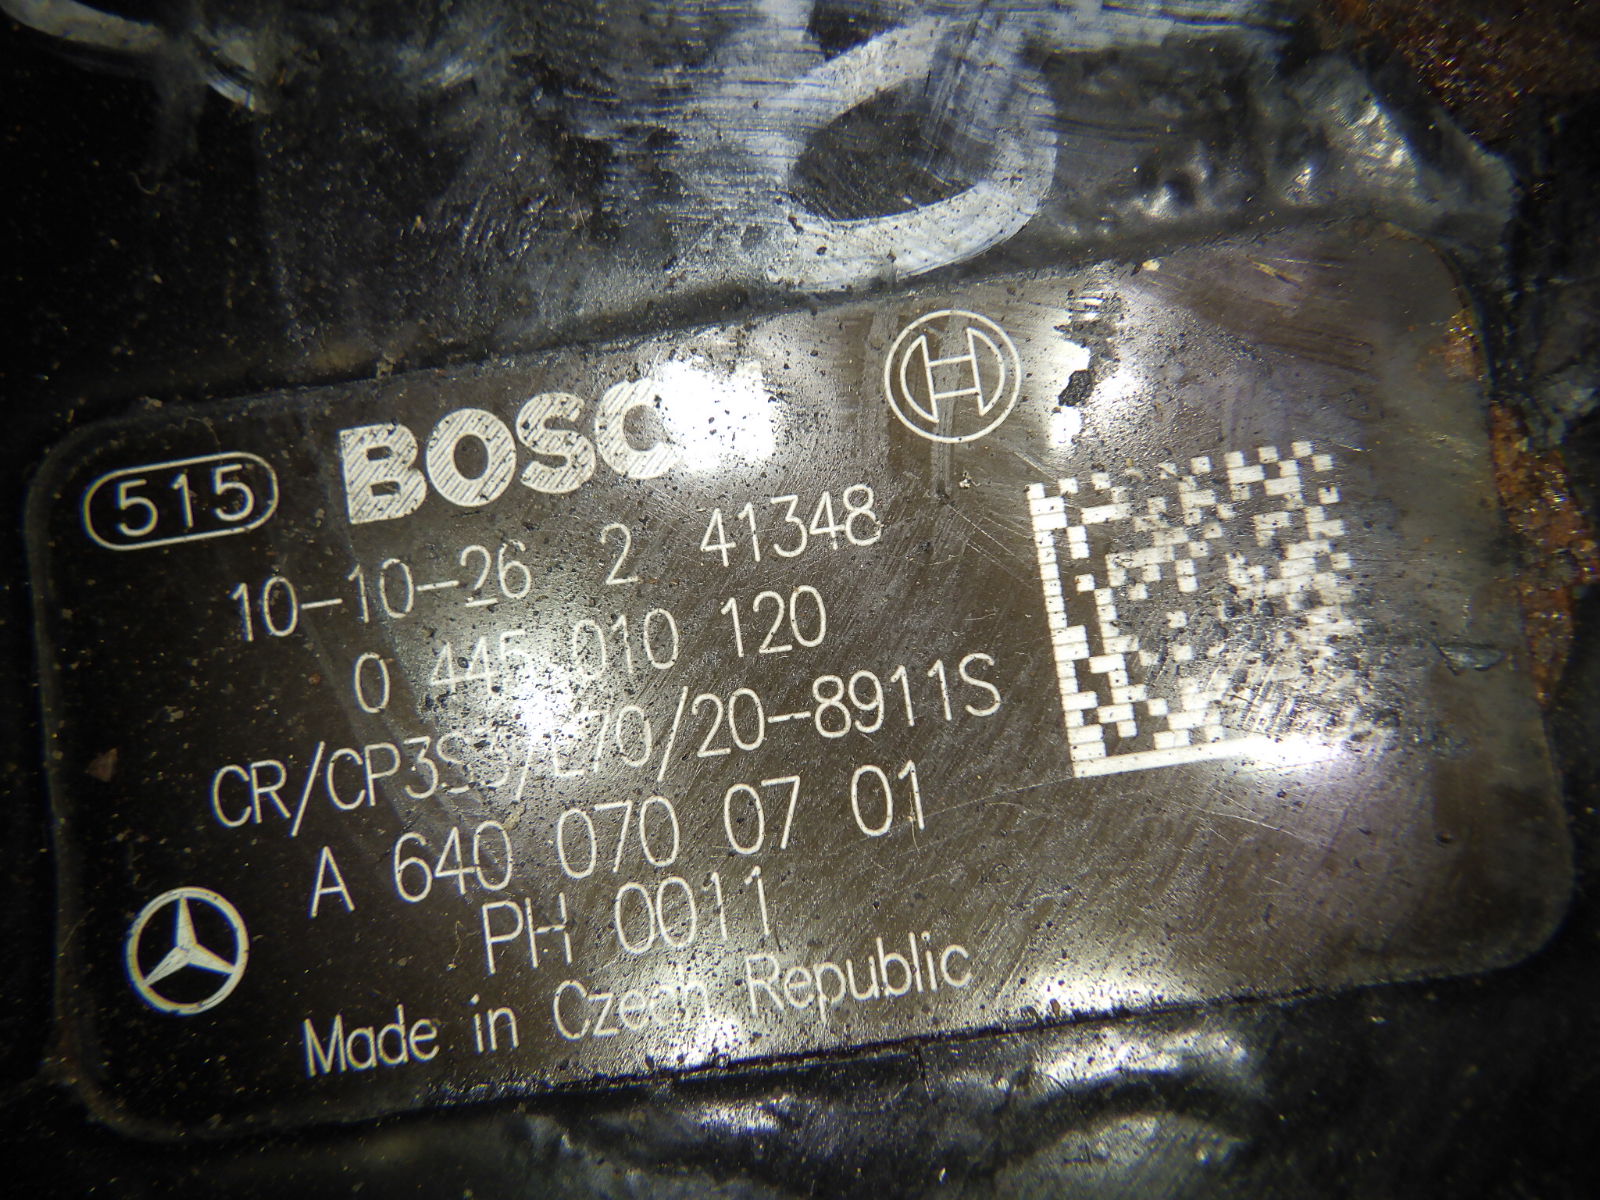 515 BOSCH
10-10-26 2 41348
0 445 010 120
CR/CP3S3/L70/20-8911S
A 640 070 07 01
PH 0011
Made in Czech Republic